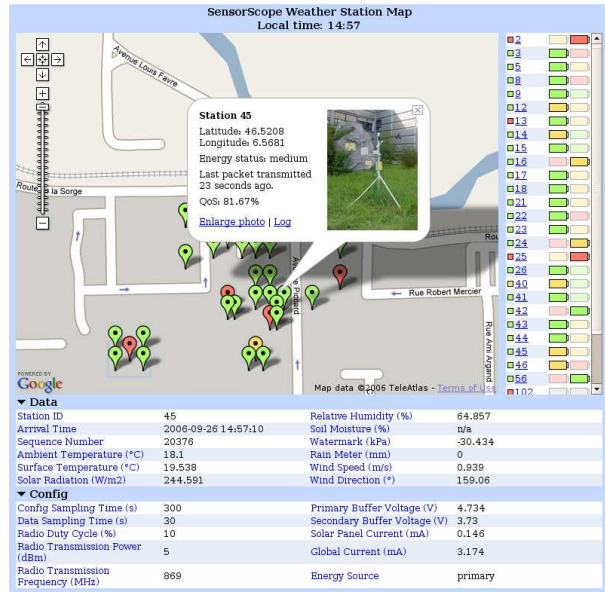 SensorScope Weather Station Map
Local time: 14:57
Avenue Louis Favre
Station 45
Latitude: 46.5208
Longitude: 6.5681
Energy status: medium
Last packet transmitted
23 seconds ago.
QoS: 81.67%
Enlarge photo | Log
Route de la Sorge
Rou
Avenue Piccard
Rue Robert Mercier
Rue Ami Argand
POWERED BY
Google
Map data ©2006 TeleAtlas - Terms of Use
2
3
5
8
9
12
13
14
15
16
17
18
21
22
23
24
25
26
40
41
42
43
44
45
46
56
102
Data
Station ID 45 Relative Humidity (%) 64.857
Arrival Time 2006-09-26 14:57:10 Soil Moisture (%) n/a
Sequence Number 20376 Watermark (kPa) -30.434
Ambient Temperature (°C) 18.1 Rain Meter (mm) 0
Surface Temperature (°C) 19.538 Wind Speed (m/s) 0.939
Solar Radiation (W/m2) 244.591 Wind Direction (°) 159.06
Config
Config Sampling Time (s) 300 Primary Buffer Voltage (V) 4.734
Data Sampling Time (s) 30 Secondary Buffer Voltage (V) 3.73
Radio Duty Cycle (%) 10 Solar Panel Current (mA) 0.146
Radio Transmission Power
(dBm) 5 Global Current (mA) 3.174
Radio Transmission
Frequency (MHz) 869 Energy Source primary